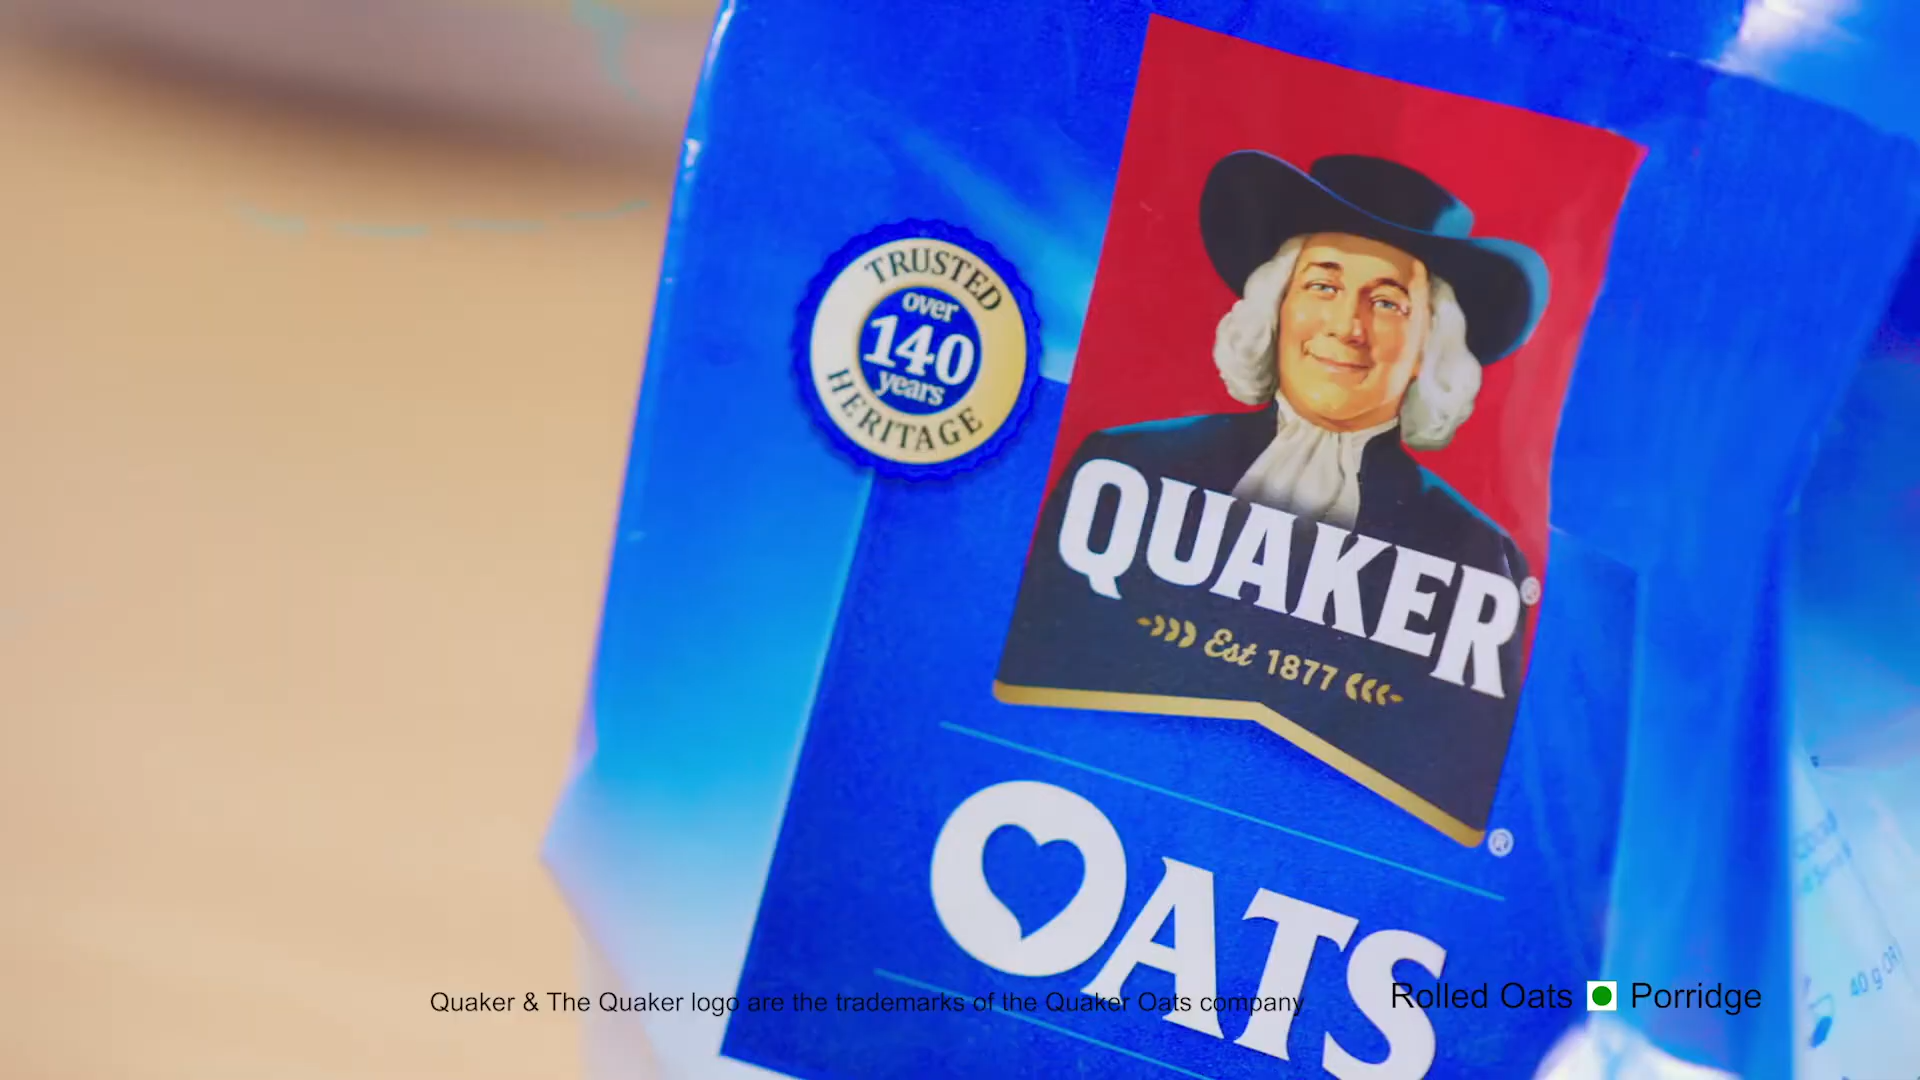 TRUSTED
over
140
years
HERITAGE
QUAKER®
Est 1877
®
OATS
Quaker & The Quaker logo are the trademarks of the Quaker Oats company
Rolled Oats Porridge
40 g